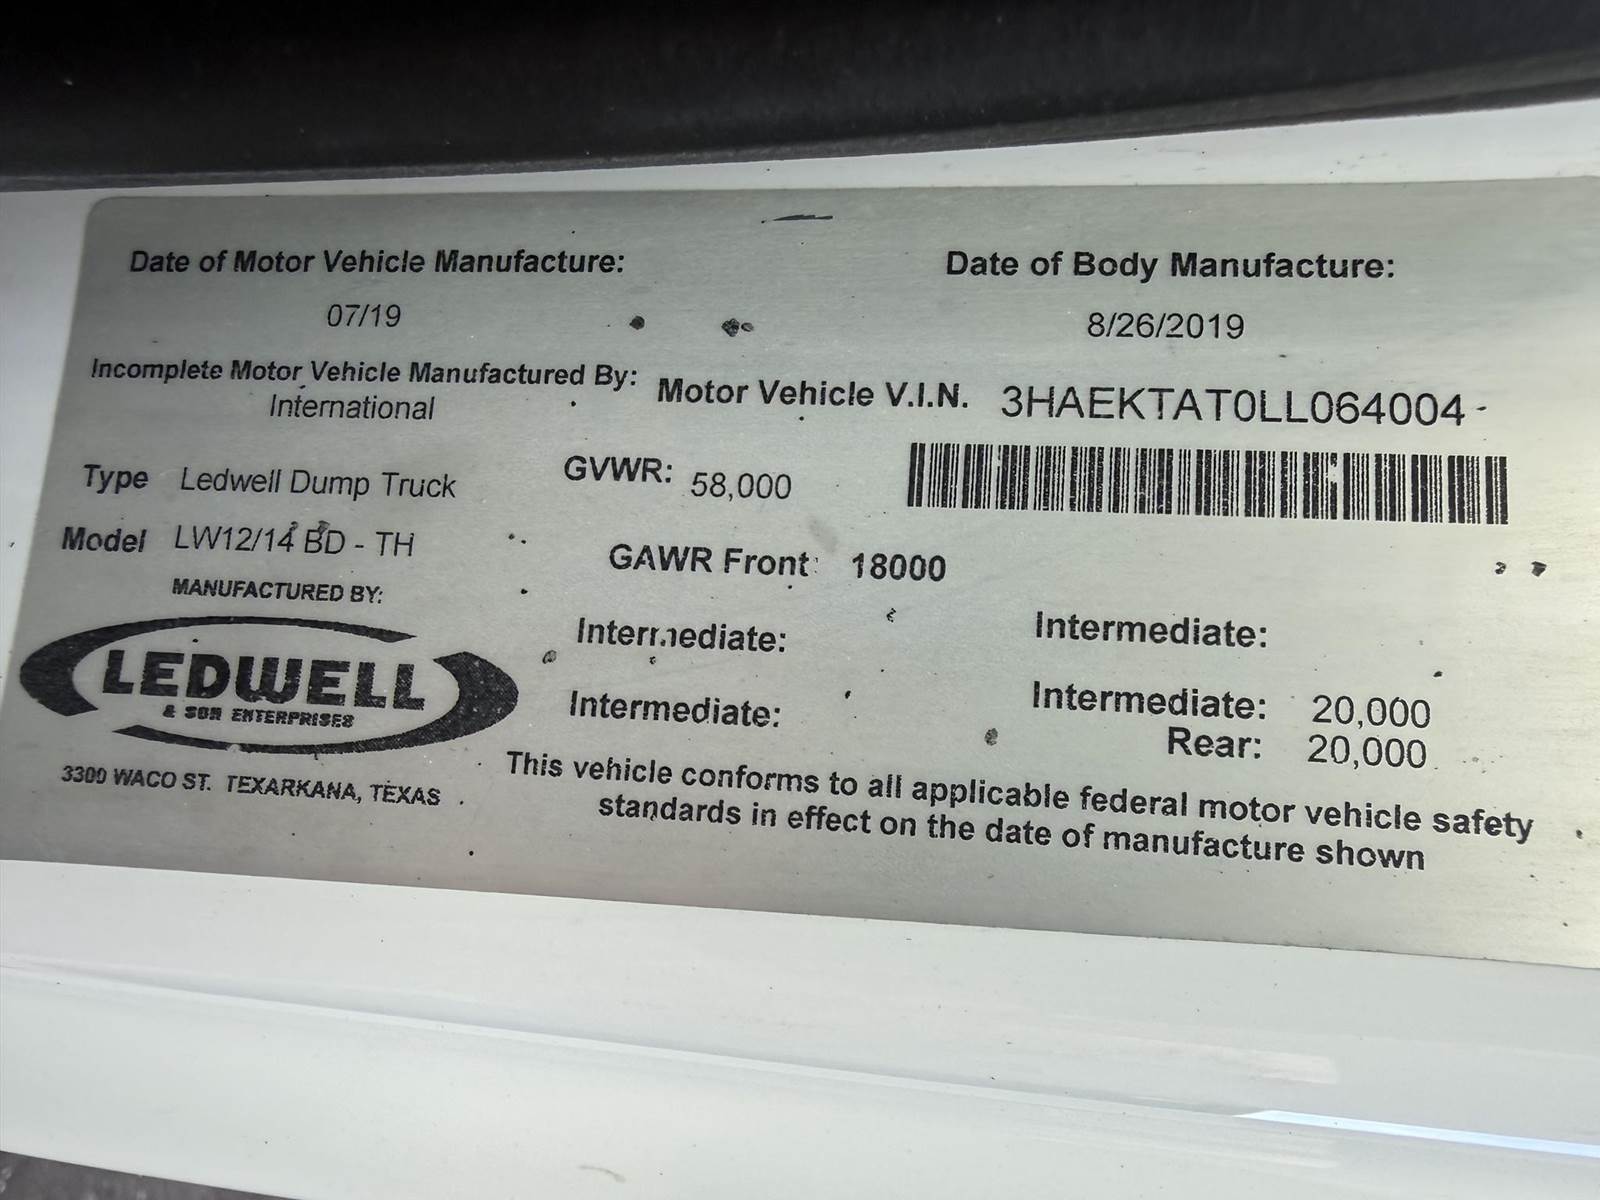 Date of Motor Vehicle Manufacture: Date of Body Manufacture:
07/19 8/26/2019
Incomplete Motor Vehicle Manufactured By: Motor Vehicle V.I.N. 3HAEKTAT0LL064004
International
Type Ledwell Dump Truck GVWR: 58,000
Model LW12/14 BD - TH
GAWR Front: 18000
MANUFACTURED BY:
LEDWELL
& SON ENTERPRISES
3300 WACO ST. TEXARKANA, TEXAS
Intermediate: Intermediate:
Intermediate: Intermediate: 20,000
Rear: 20,000
This vehicle conforms to all applicable federal motor vehicle safety
standards in effect on the date of manufacture shown